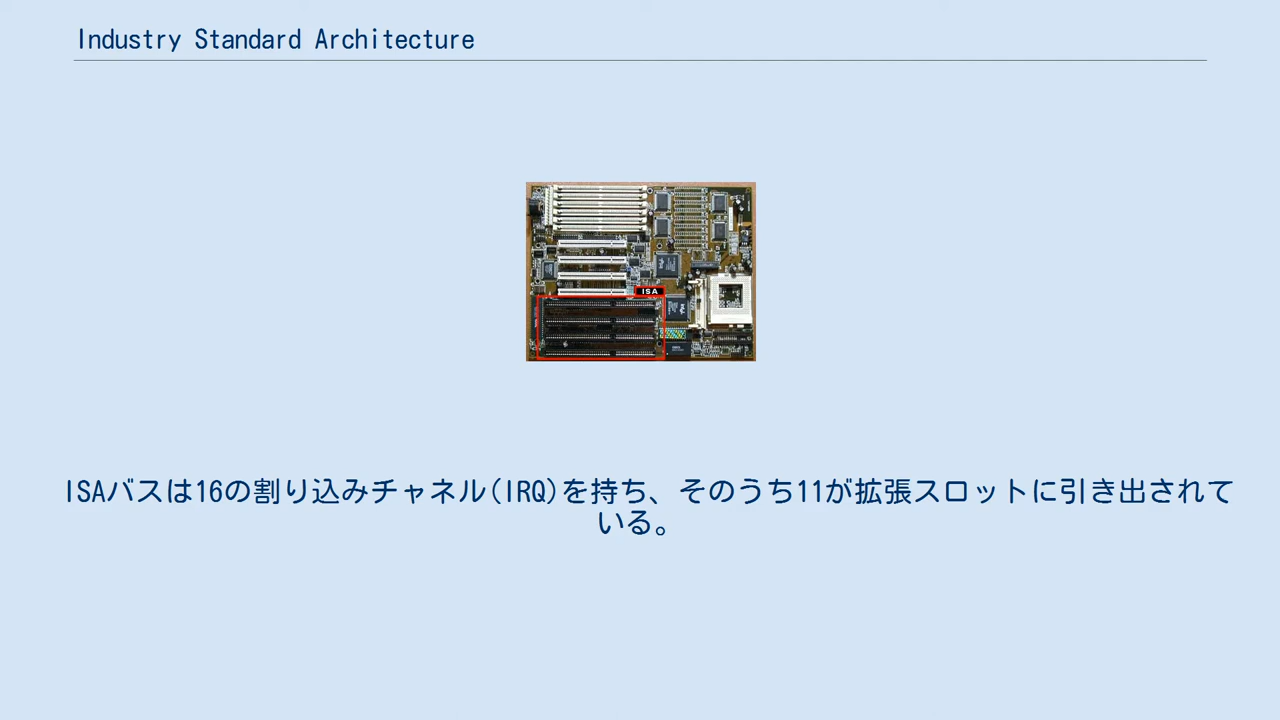 Industry Standard Architecture
ISA
ISAバスは16の割り込みチャネル(IRQ)を持ち、そのうち11が拡張スロットに引き出されて
いる。